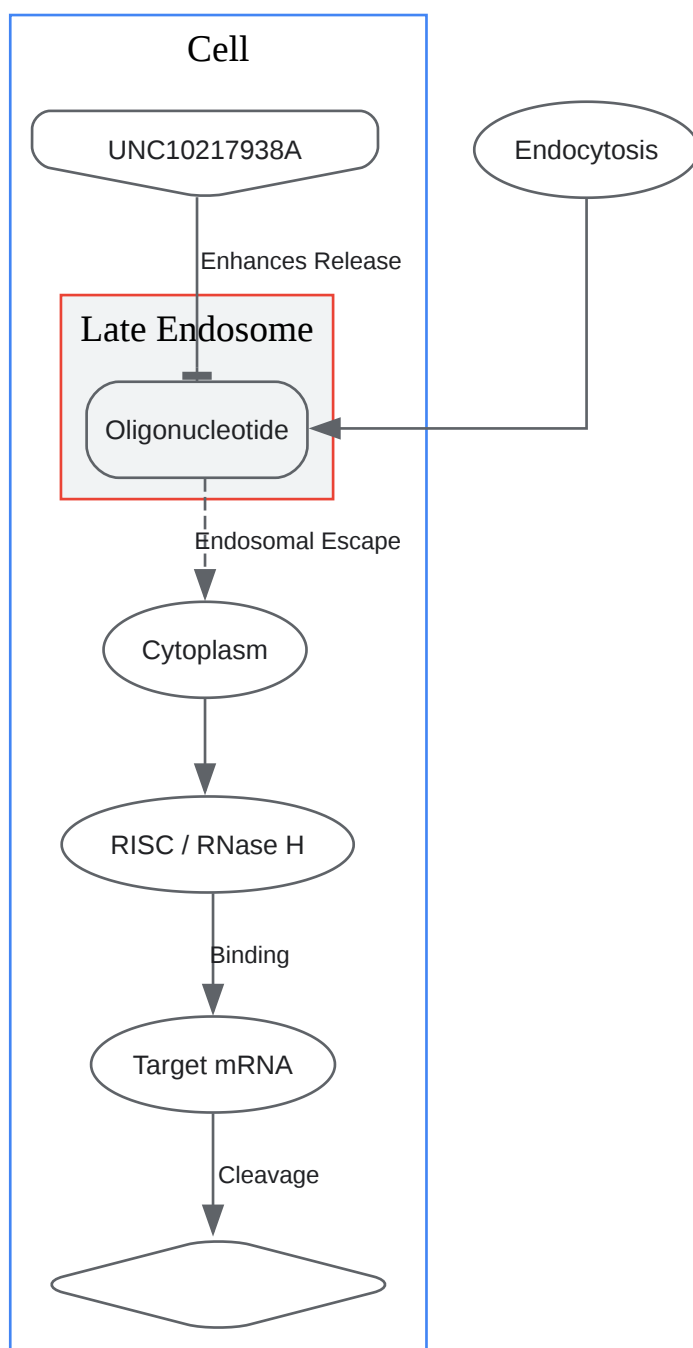 Cell
UNC10217938A
Endocytosis
Enhances Release
Late Endosome
Oligonucleotide
Endosomal Escape
Cytoplasm
RISC / RNase H
Binding
Target mRNA
Cleavage